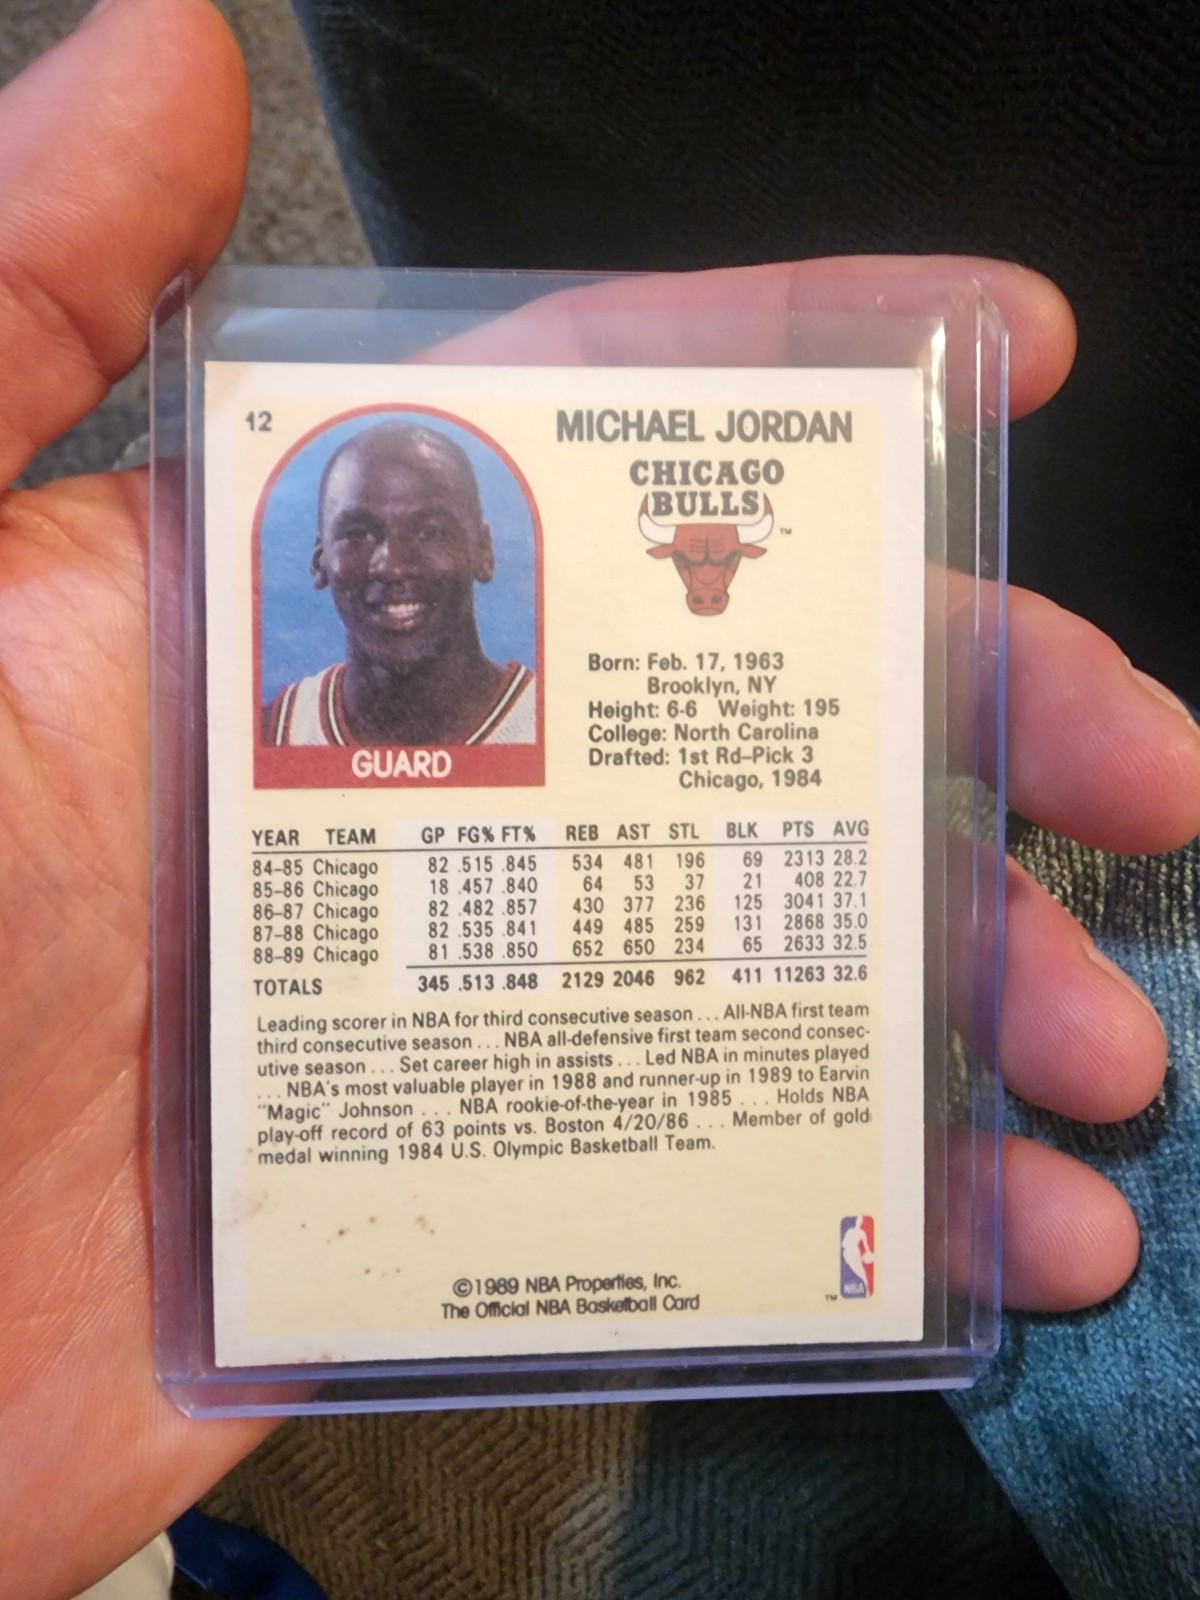 12
MICHAEL JORDAN
CHICAGO
BULLS
TM
GUARD
Born: Feb. 17, 1963
Brooklyn, NY
Height: 6-6 Weight: 195
College: North Carolina
Drafted: 1st Rd–Pick 3
Chicago, 1984
YEAR TEAM GP FG% FT% REB AST STL BLK PTS AVG
84-85 Chicago 82 .515 .845 534 481 196 69 2313 28.2
85-86 Chicago 18 .457 .840 64 53 37 21 408 22.7
86-87 Chicago 82 .482 .857 430 377 236 125 3041 37.1
87-88 Chicago 82 .535 .841 449 485 259 131 2868 35.0
88-89 Chicago 81 .538 .850 652 650 234 65 2633 32.5
TOTALS 345 .513 .848 2129 2046 962 411 11263 32.6
Leading scorer in NBA for third consecutive season . . . All-NBA first team
third consecutive season . . . NBA all-defensive first team second consec-
utive season . . . Set career high in assists . . . Led NBA in minutes played
. . . NBA's most valuable player in 1988 and runner-up in 1989 to Earvin
"Magic" Johnson . . . NBA rookie-of-the-year in 1985 . . . Holds NBA
play-off record of 63 points vs. Boston 4/20/86 . . . Member of gold
medal winning 1984 U.S. Olympic Basketball Team.
©1989 NBA Properties, Inc.
The Official NBA Basketball Card
TM NBA